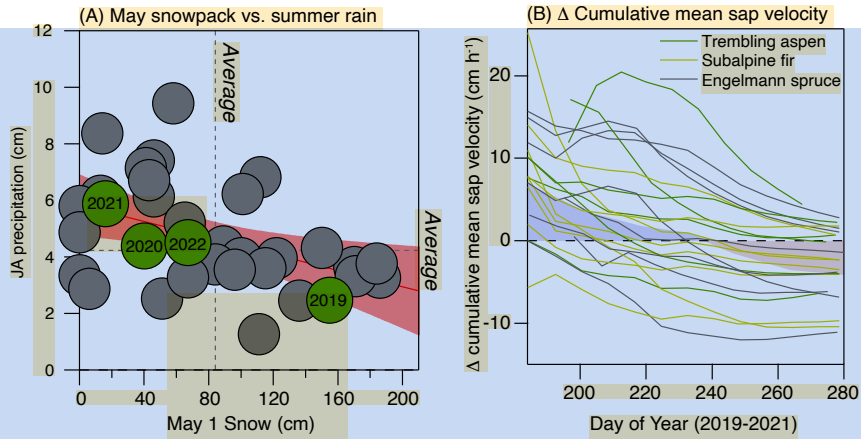 (A) May snowpack vs. summer rain
12
10
8
6
4
2
0
JA precipitation (cm)
Average
Average
2021
2020
2022
2019
0
40
80
120
160
200
May 1 Snow (cm)
(B) Δ Cumulative mean sap velocity
Trembling aspen
Subalpine fir
Engelmann spruce
20
10
0
-10
Δ cumulative mean sap velocity (cm h⁻¹)
200
220
240
260
280
Day of Year (2019-2021)